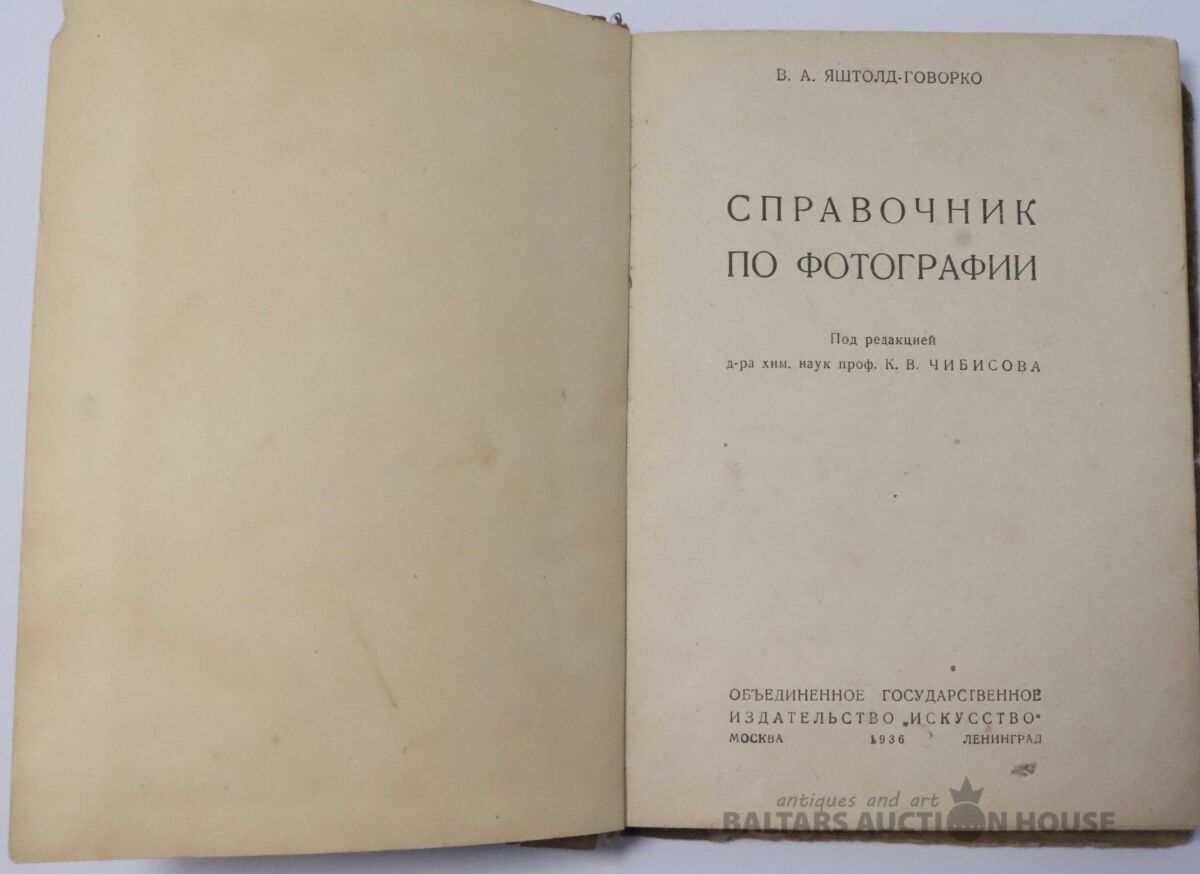 В. А. ЯШТОЛД-ГОВОРКО
СПРАВОЧНИК
ПО ФОТОГРАФИИ
Под редакцией
д-ра хим. наук проф. К. В. ЧИБИСОВА
ОБЪЕДИНЕННОЕ ГОСУДАРСТВЕННОЕ
ИЗДАТЕЛЬСТВО „ИСКУССТВО“
МОСКВА 1936 ЛЕНИНГРАД
antiques and art
BALTARS AUCTION HOUSE